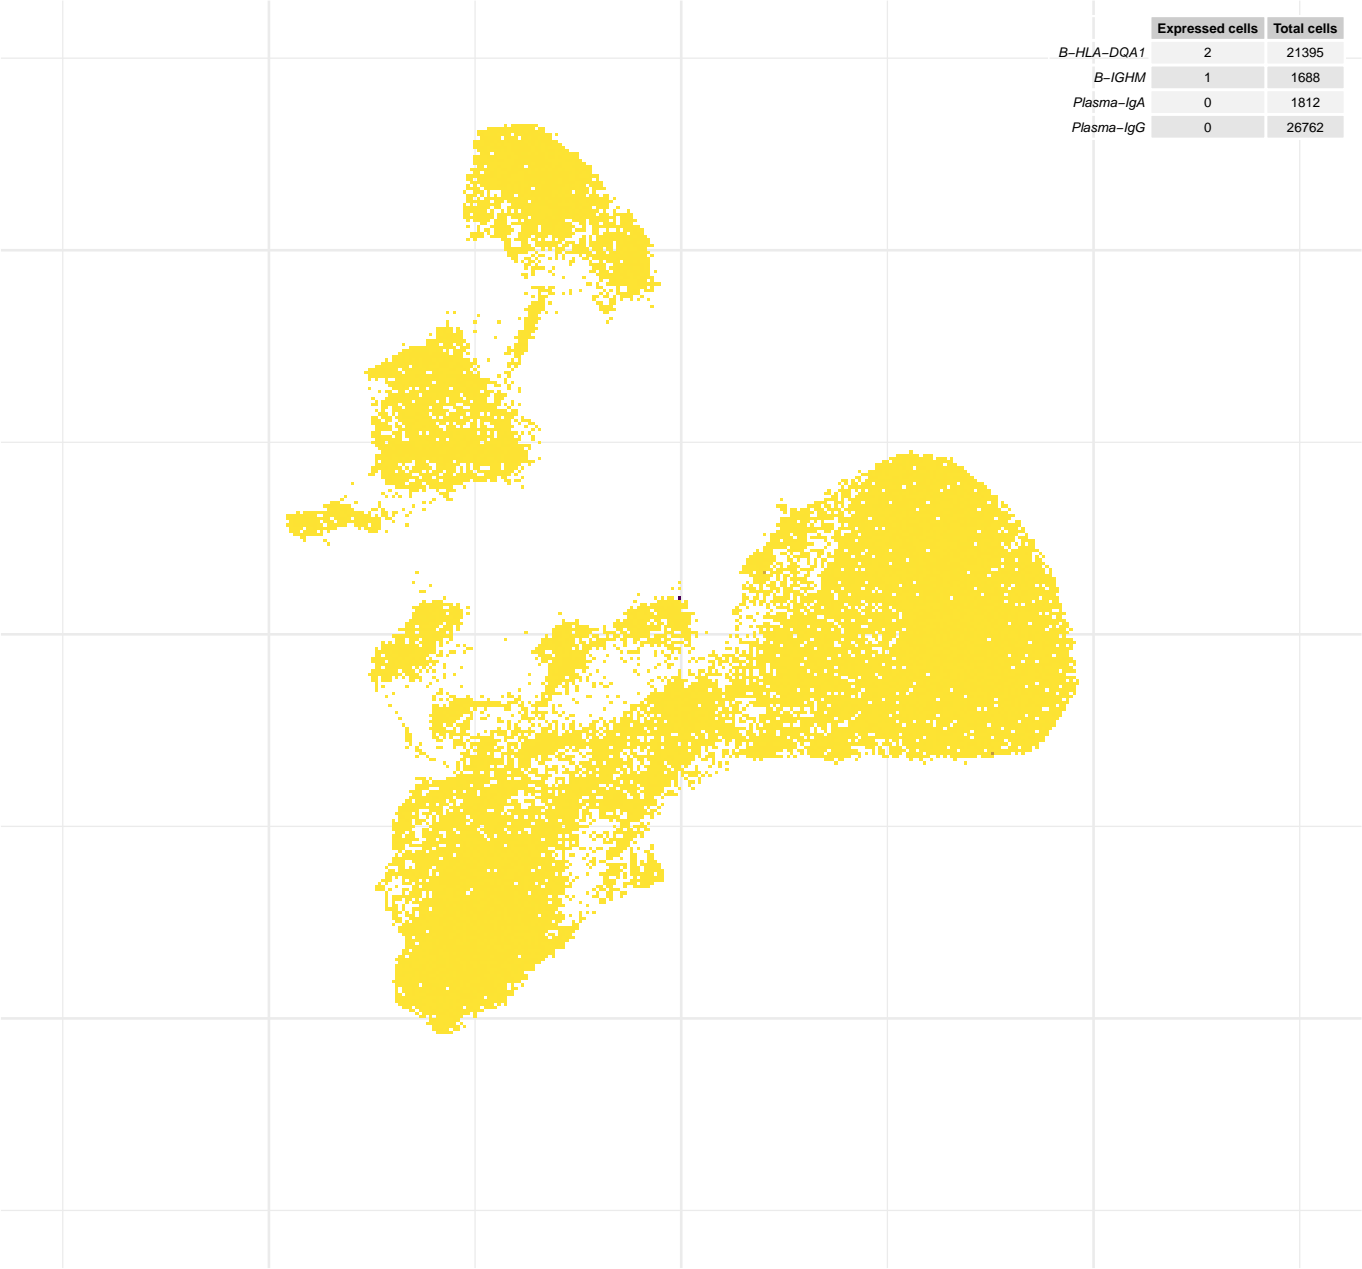 Expressed cells Total cells
B−HLA−DQA1 2 21395
B−IGHM 1 1688
Plasma−IgA 0 1812
Plasma−IgG 0 26762